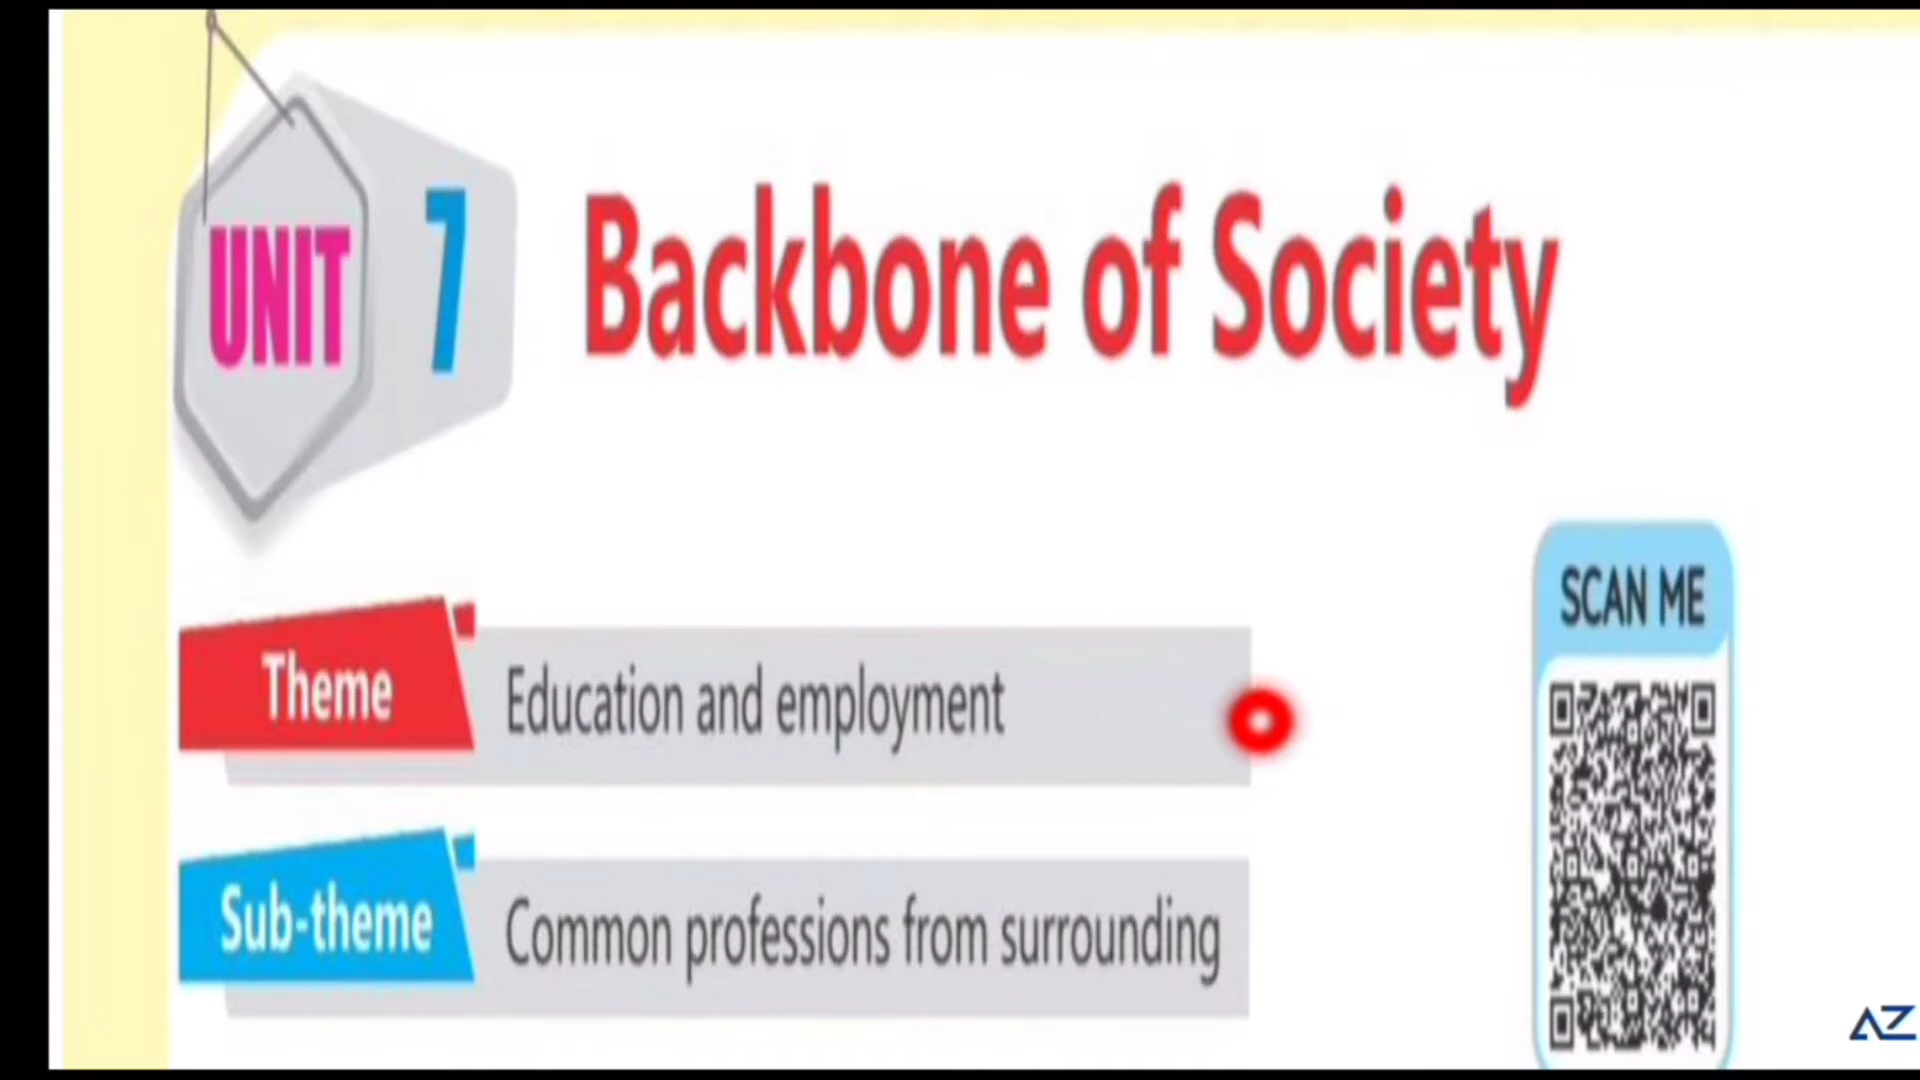 UNIT 7 Backbone of Society
SCAN ME
Theme Education and employment
Sub-theme Common professions from surrounding
AZ